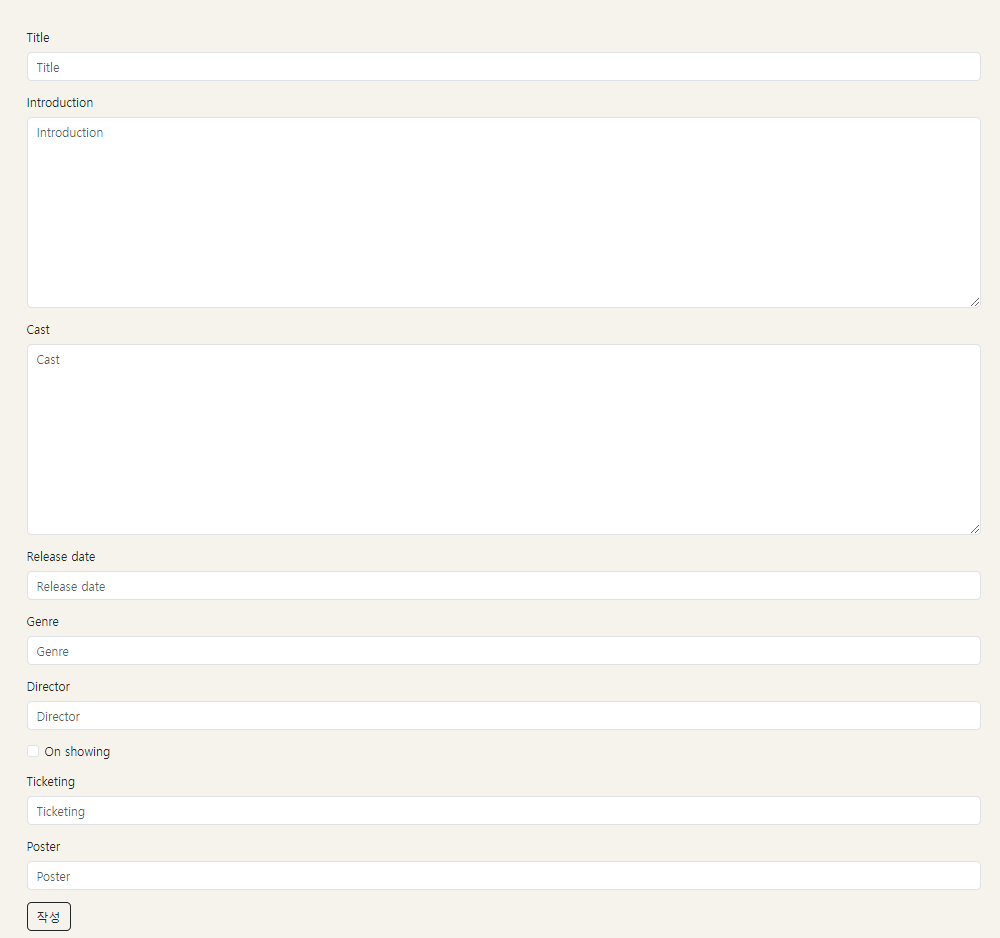 Title
Title
Introduction
Introduction
Cast
Cast
Release date
Release date
Genre
Genre
Director
Director
On showing
Ticketing
Ticketing
Poster
Poster
작성